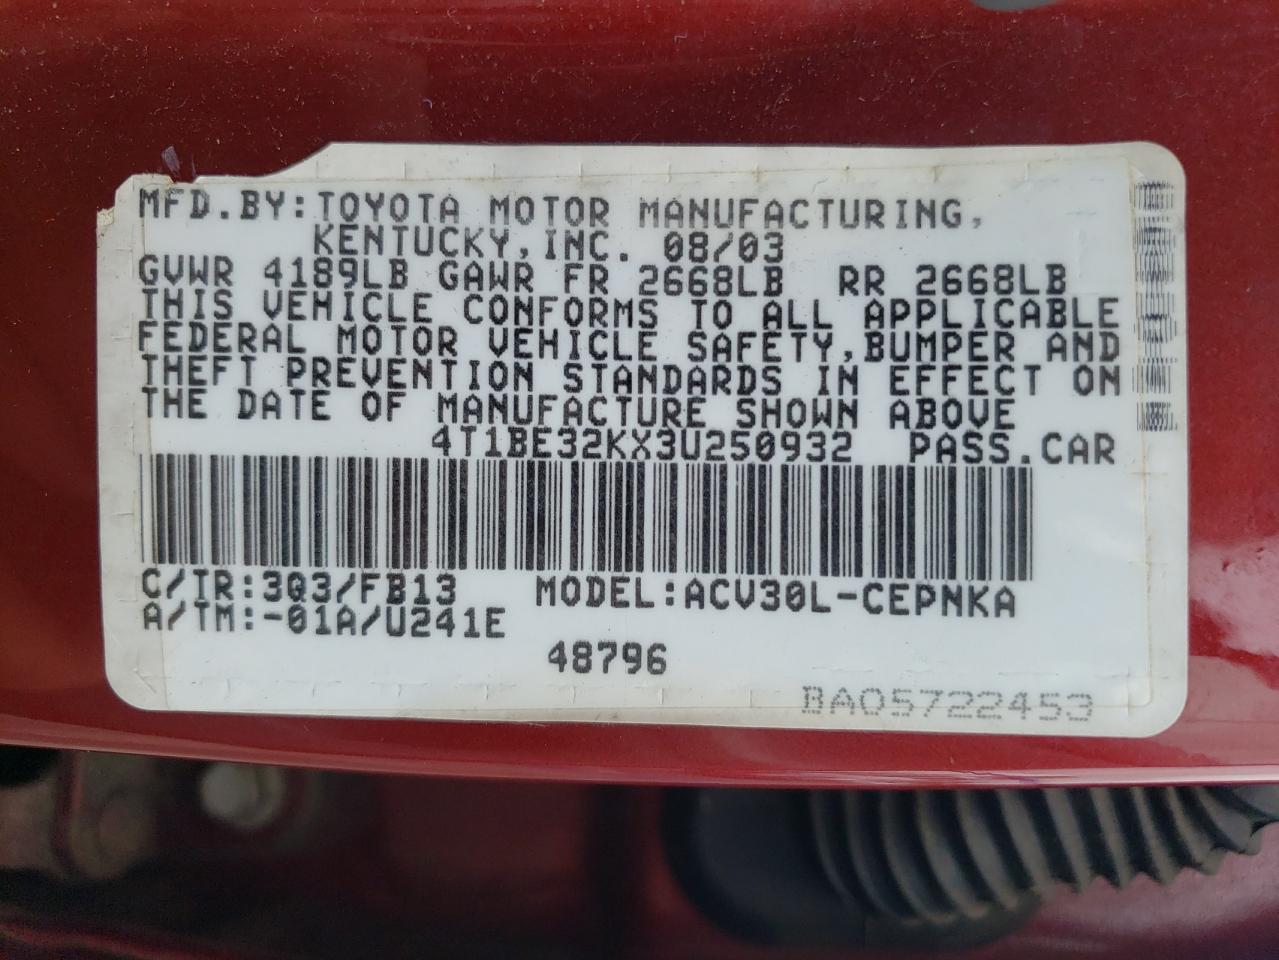 MFD.BY:TOYOTA MOTOR MANUFACTURING,
KENTUCKY,INC. 08/03
GVWR 4189LB GAWR FR 2668LB RR 2668LB
THIS VEHICLE CONFORMS TO ALL APPLICABLE
FEDERAL MOTOR VEHICLE SAFETY,BUMPER AND
THEFT PREVENTION STANDARDS IN EFFECT ON
THE DATE OF MANUFACTURE SHOWN ABOVE
4T1BE32KX3U250932 PASS.CAR
C/TR:3Q3/FB13 MODEL:ACV30L-CEPNKA
A/TM:-01A/U241E
48796
BA05722453